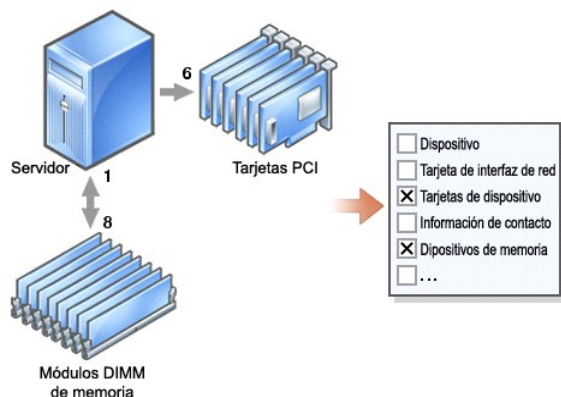 6
Servidor
1
Tarjetas PCI
8
Módulos DIMM
de memoria
Dispositivo
Tarjeta de interfaz de red
Tarjetas de dispositivo
Información de contacto
Dipositivos de memoria
...